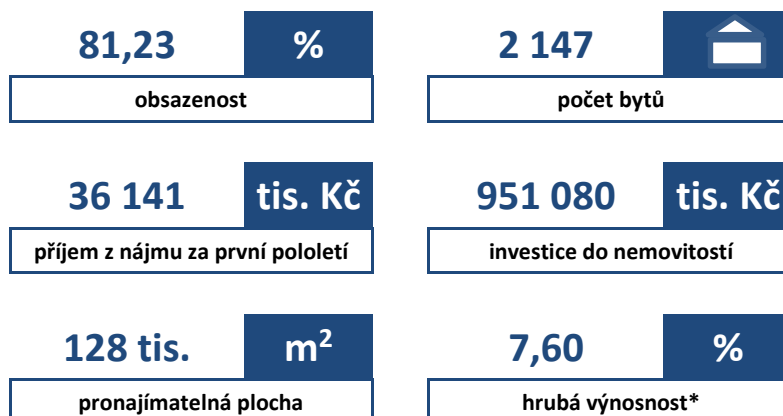 81,23 %
obsazenost
2 147
počet bytů
36 141 tis. Kč
příjem z nájmu za první pololetí
951 080 tis. Kč
investice do nemovitostí
128 tis. m²
pronajímatelná plocha
7,60 %
hrubá výnosnost*